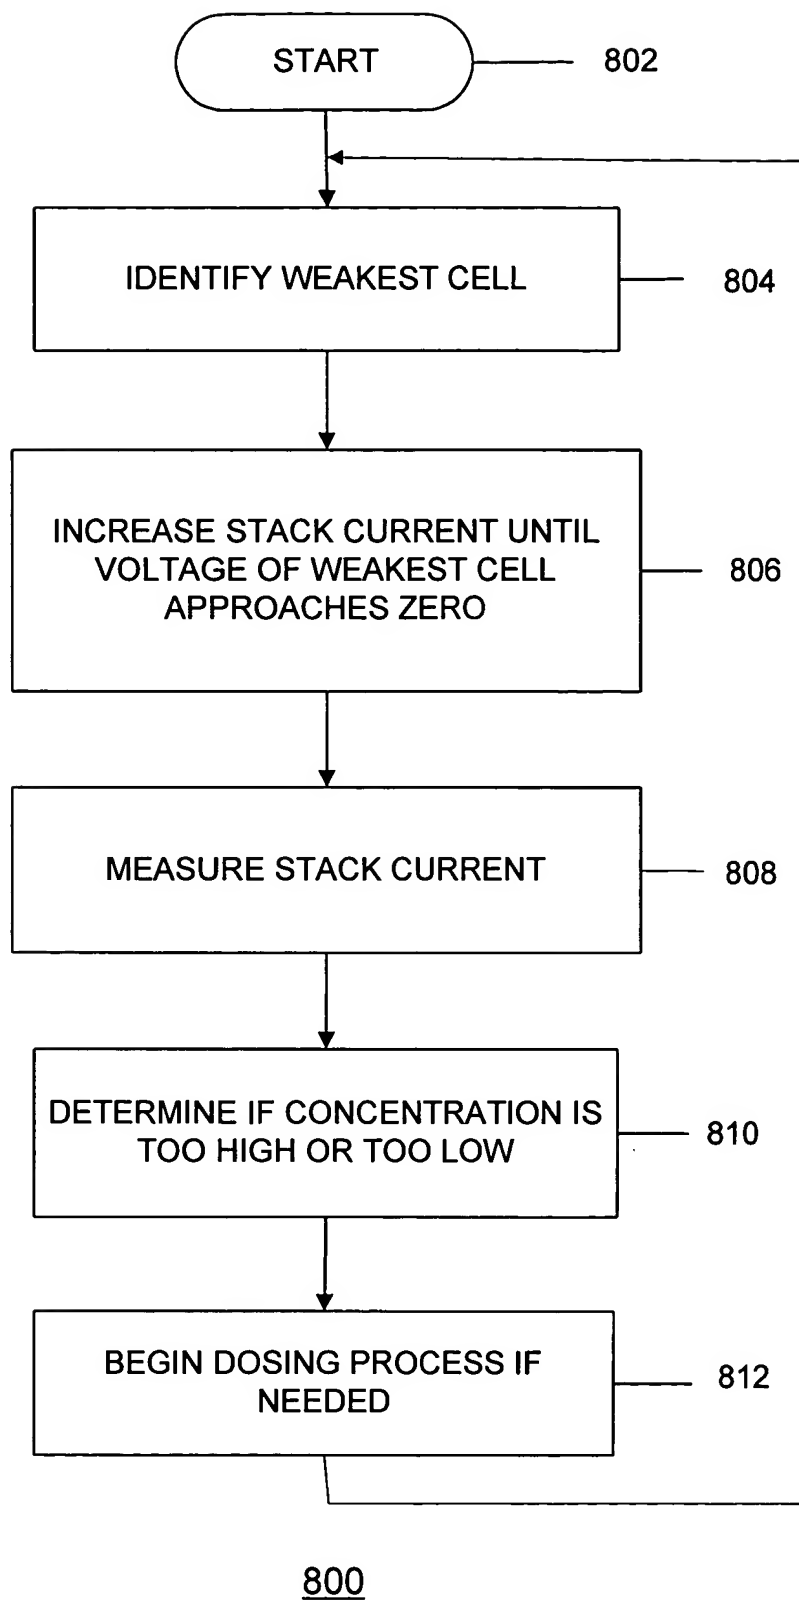 START
802
IDENTIFY WEAKEST CELL
804
INCREASE STACK CURRENT UNTIL
VOLTAGE OF WEAKEST CELL
APPROACHES ZERO
806
MEASURE STACK CURRENT
808
DETERMINE IF CONCENTRATION IS
TOO HIGH OR TOO LOW
810
BEGIN DOSING PROCESS IF
NEEDED
812
800